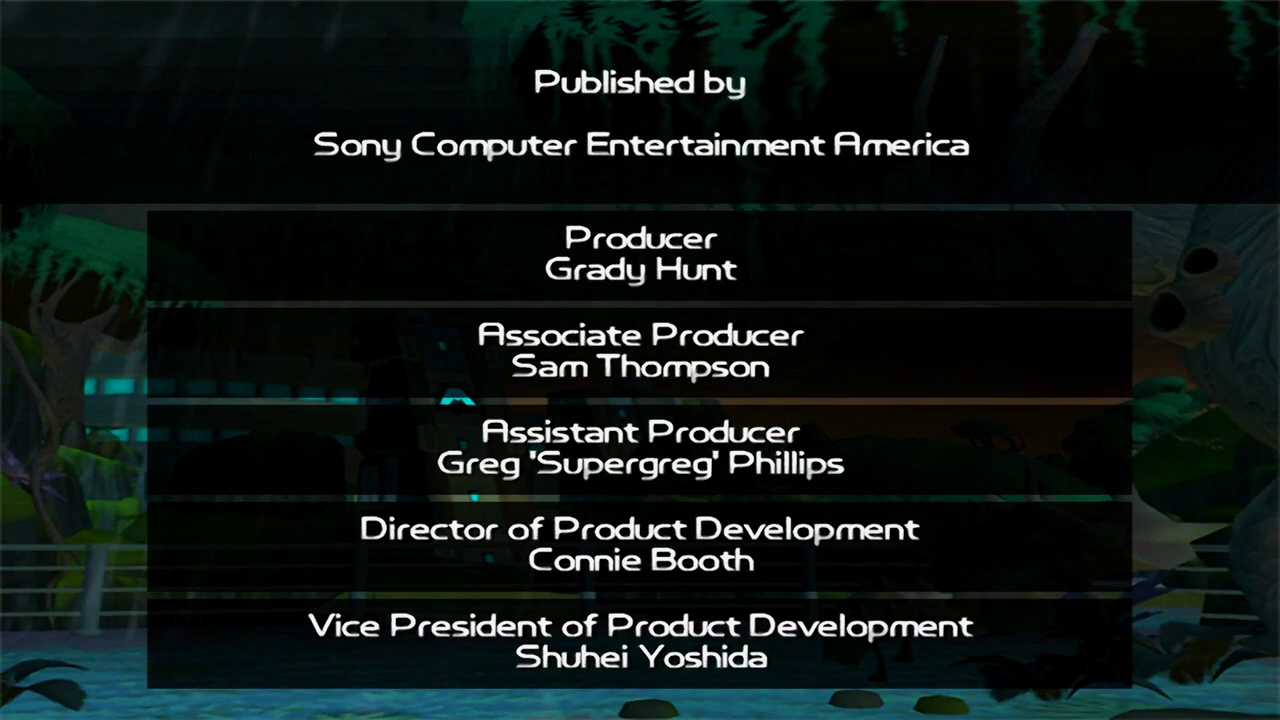 Published by
Sony Computer Entertainment America
Producer
Grady Hunt
Associate Producer
Sam Thompson
Assistant Producer
Greg 'Supergreg' Phillips
Director of Product Development
Connie Booth
Vice President of Product Development
Shuhei Yoshida